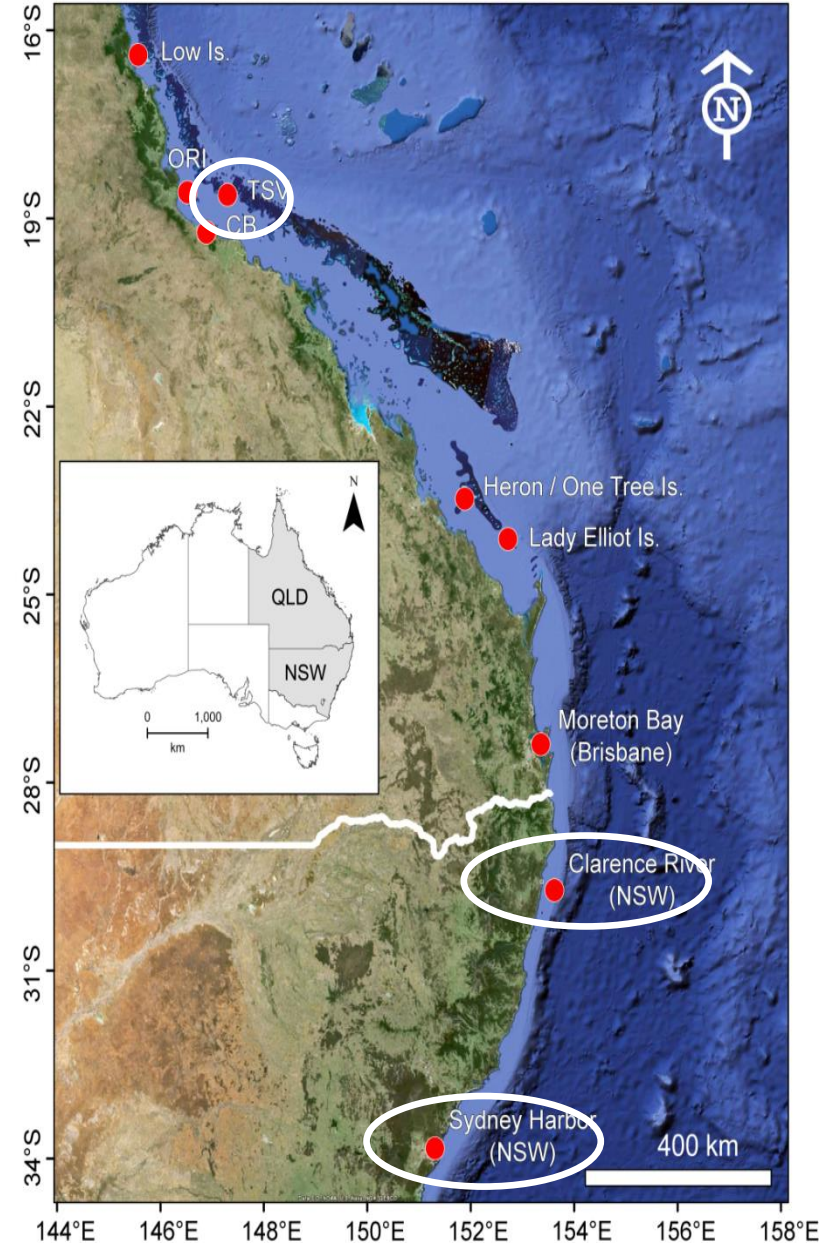 16°S
Low Is.
N
ORI
TSV
CB
19°S
22°S
Heron / One Tree Is.
Lady Elliot Is.
25°S
N
QLD
NSW
0 1,000
km
Moreton Bay
(Brisbane)
28°S
Clarence River
(NSW)
31°S
Sydney Harbor
(NSW)
400 km
34°S
144°E 146°E 148°E 150°E 152°E 154°E 156°E 158°E